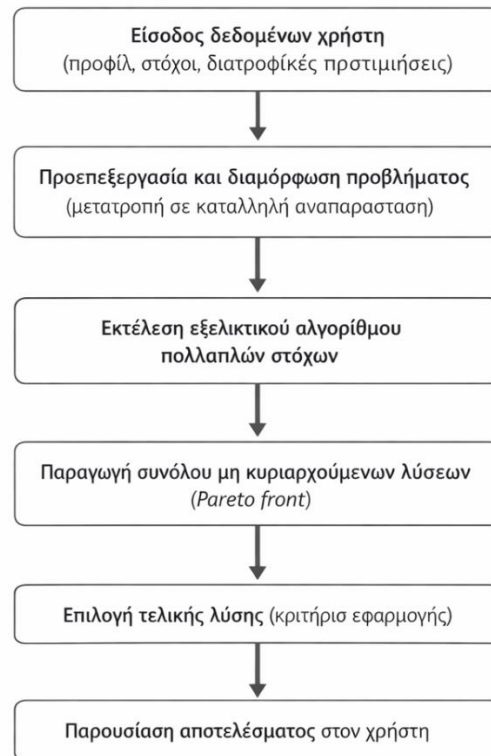 Είσοδος δεδομένων χρήστη
(προφίλ, στόχοι, διατροφίκές πρστιμιήσεις)
Προεπεξεργασία και διαμόρφωση προβλήματος
(μετατροπή σε καταλληλή αναπαρασταση)
Εκτέλεση εξελικτικού αλγορίθμου
πολλαπλών στόχων
Παραγωγή συνόλου μη κυριαρχούμενων λύσεων
(Pareto front)
Επιλογή τελικής λύσης (κριτήρισ εφαρμογής)
Παρουσίαση αποτελέσματος στον χρήστη